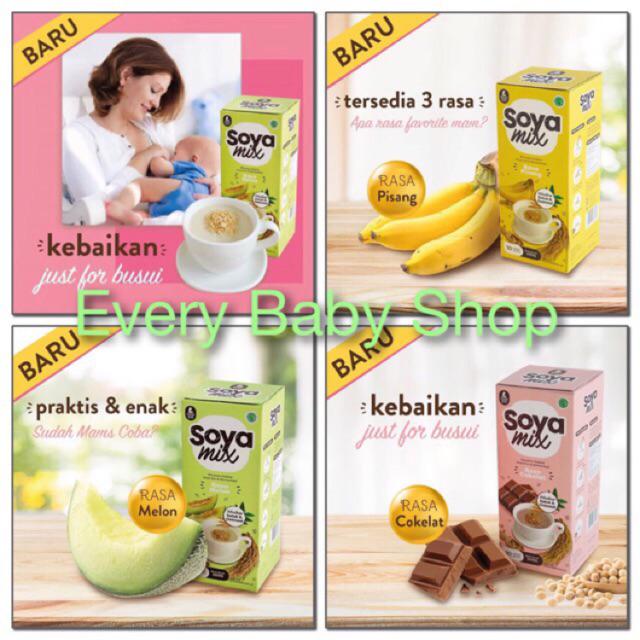 BARU
Soya
mix
kebaikan
just for busui
BARU
tersedia 3 rasa
Apa rasa favorite mam?
RASA
Pisang
Soya
mix
Every Baby Shop
BARU
praktis & enak
Sudah Mams Coba?
RASA
Melon
Soya
mix
BARU
kebaikan
just for busui
RASA
Cokelat
Soya
mix